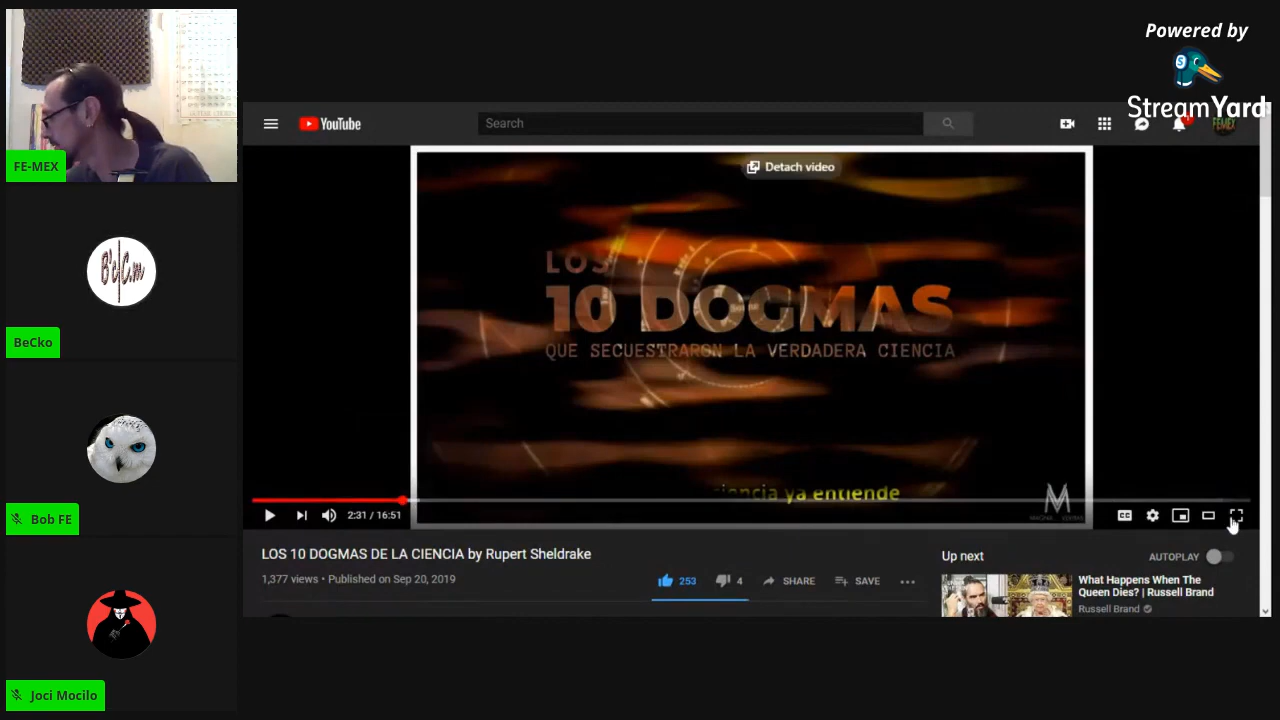 Powered by
StreamYard
FE-MEX
BeCko
Bob FE
Joci Mocilo
YouTube
Search
FEMEX
Detach video
LOS
10 DOGMAS
QUE SECUESTRARON LA VERDADERA CIENCIA
ciencia ya entiende
2:31 / 16:51
CC
LOS 10 DOGMAS DE LA CIENCIA by Rupert Sheldrake
1,377 views • Published on Sep 20, 2019
253
4
SHARE
SAVE
Up next
AUTOPLAY
What Happens When The
Queen Dies? | Russell Brand
Russell Brand